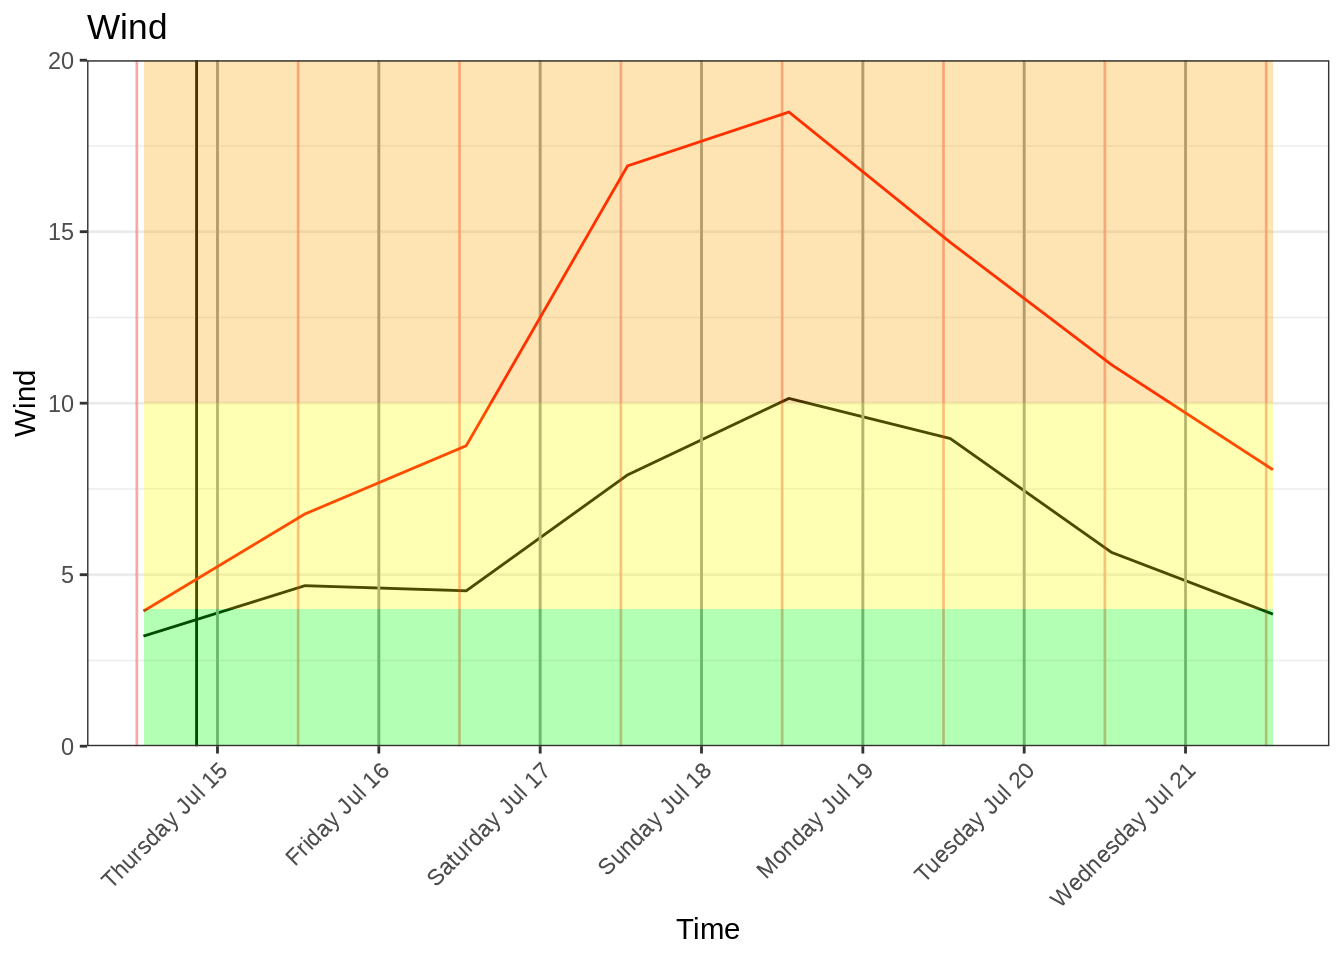 Wind
20
15
10
5
0
Wind
Thursday Jul 15
Friday Jul 16
Saturday Jul 17
Sunday Jul 18
Monday Jul 19
Tuesday Jul 20
Wednesday Jul 21
Time